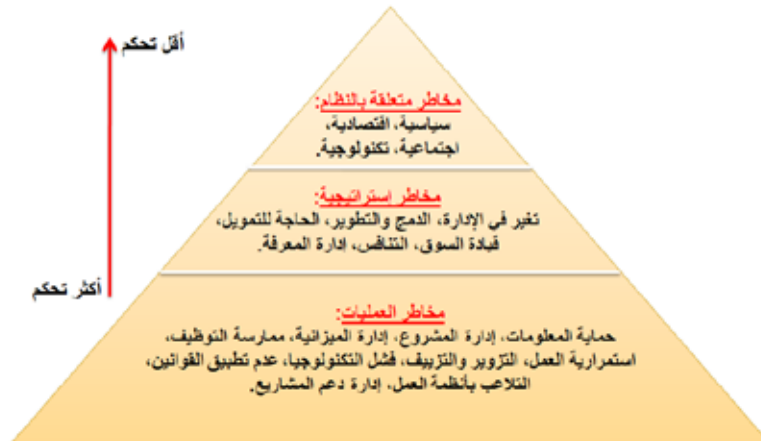 أقل تحكم
مخاطر متعلقة بالنظام:
سياسية، اقتصادية،
اجتماعية، تكنولوجية.
مخاطر إستراتيجية:
تغير في الإدارة، الدمج والتطوير، الحاجة للتمويل،
قيادة السوق، التنافس، إدارة المعرفة.
أكثر تحكم
مخاطر العمليات:
حماية المعلومات، إدارة المشروع، إدارة الميزانية، ممارسة التوظيف،
استمرارية العمل، التزوير والتزييف، فشل التكنولوجيا، عدم تطبيق القوانين،
التلاعب بأنظمة العمل، إدارة دعم المشاريع.